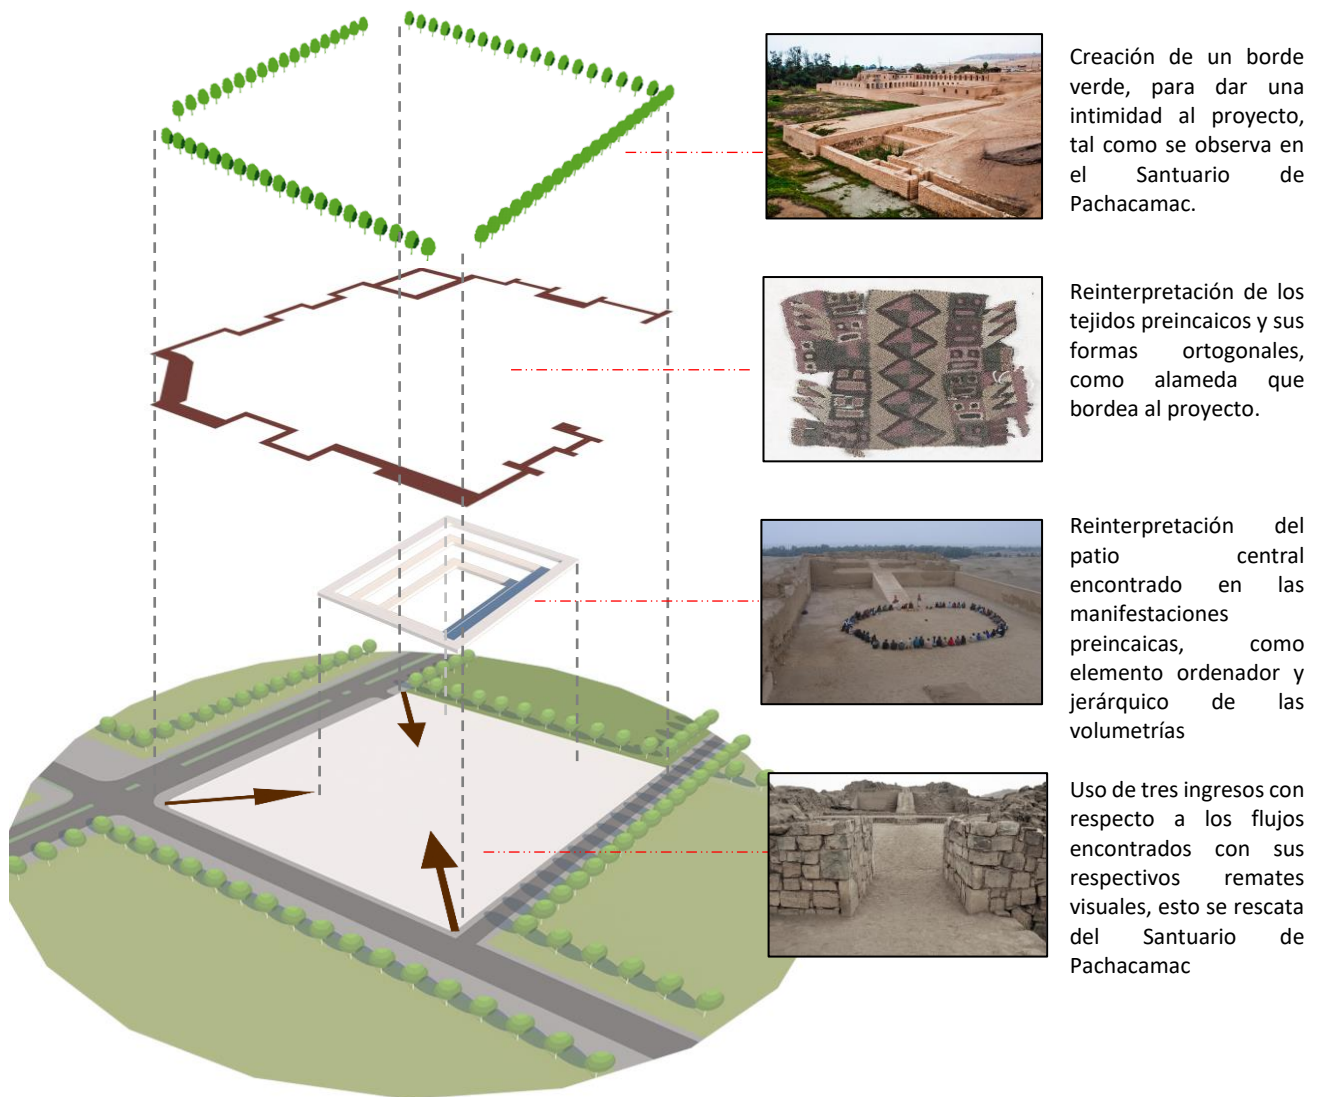 Creación de un borde
verde, para dar una
intimidad al proyecto,
tal como se observa en
el Santuario de
Pachacamac.
Reinterpretación de los
tejidos preincaicos y sus
formas ortogonales,
como alameda que
bordea al proyecto.
Reinterpretación del
patio central
encontrado en las
manifestaciones
preincaicas, como
elemento ordenador y
jerárquico de las
volumetrías
Uso de tres ingresos con
respecto a los flujos
encontrados con sus
respectivos remates
visuales, esto se rescata
del Santuario de
Pachacamac